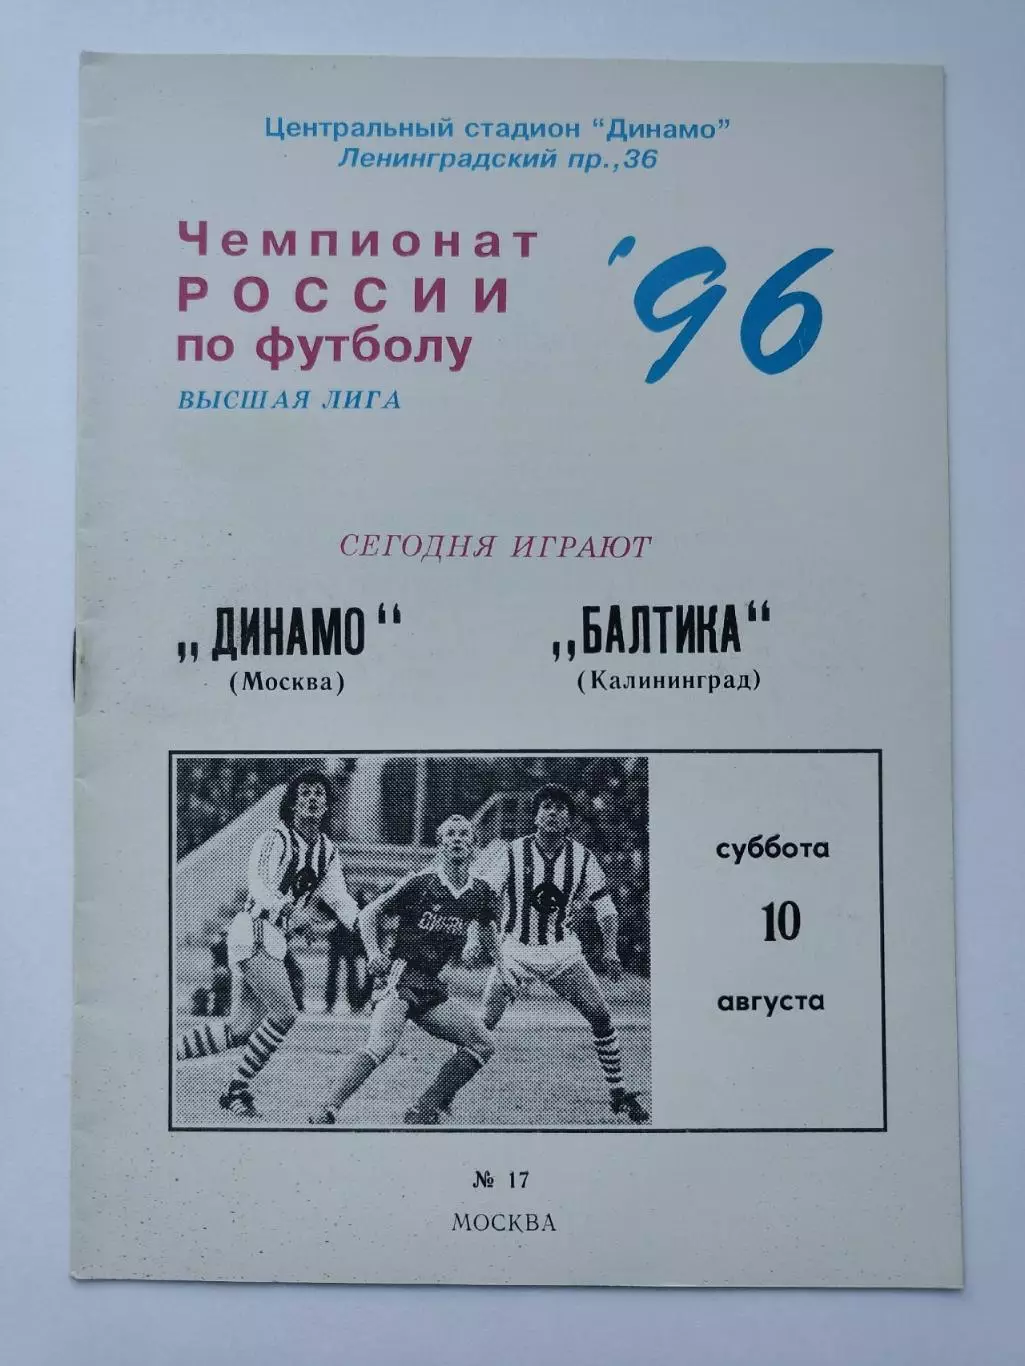 Центральный стадион “Динамо”
Ленинградский пр.,36
Чемпионат
РОССИИ
по футболу
'96
ВЫСШАЯ ЛИГА
СЕГОДНЯ ИГРАЮТ
„ДИНАМО“ „БАЛТИКА“
(Москва) (Калининград)
суббота
10
августа
№ 17
МОСКВА